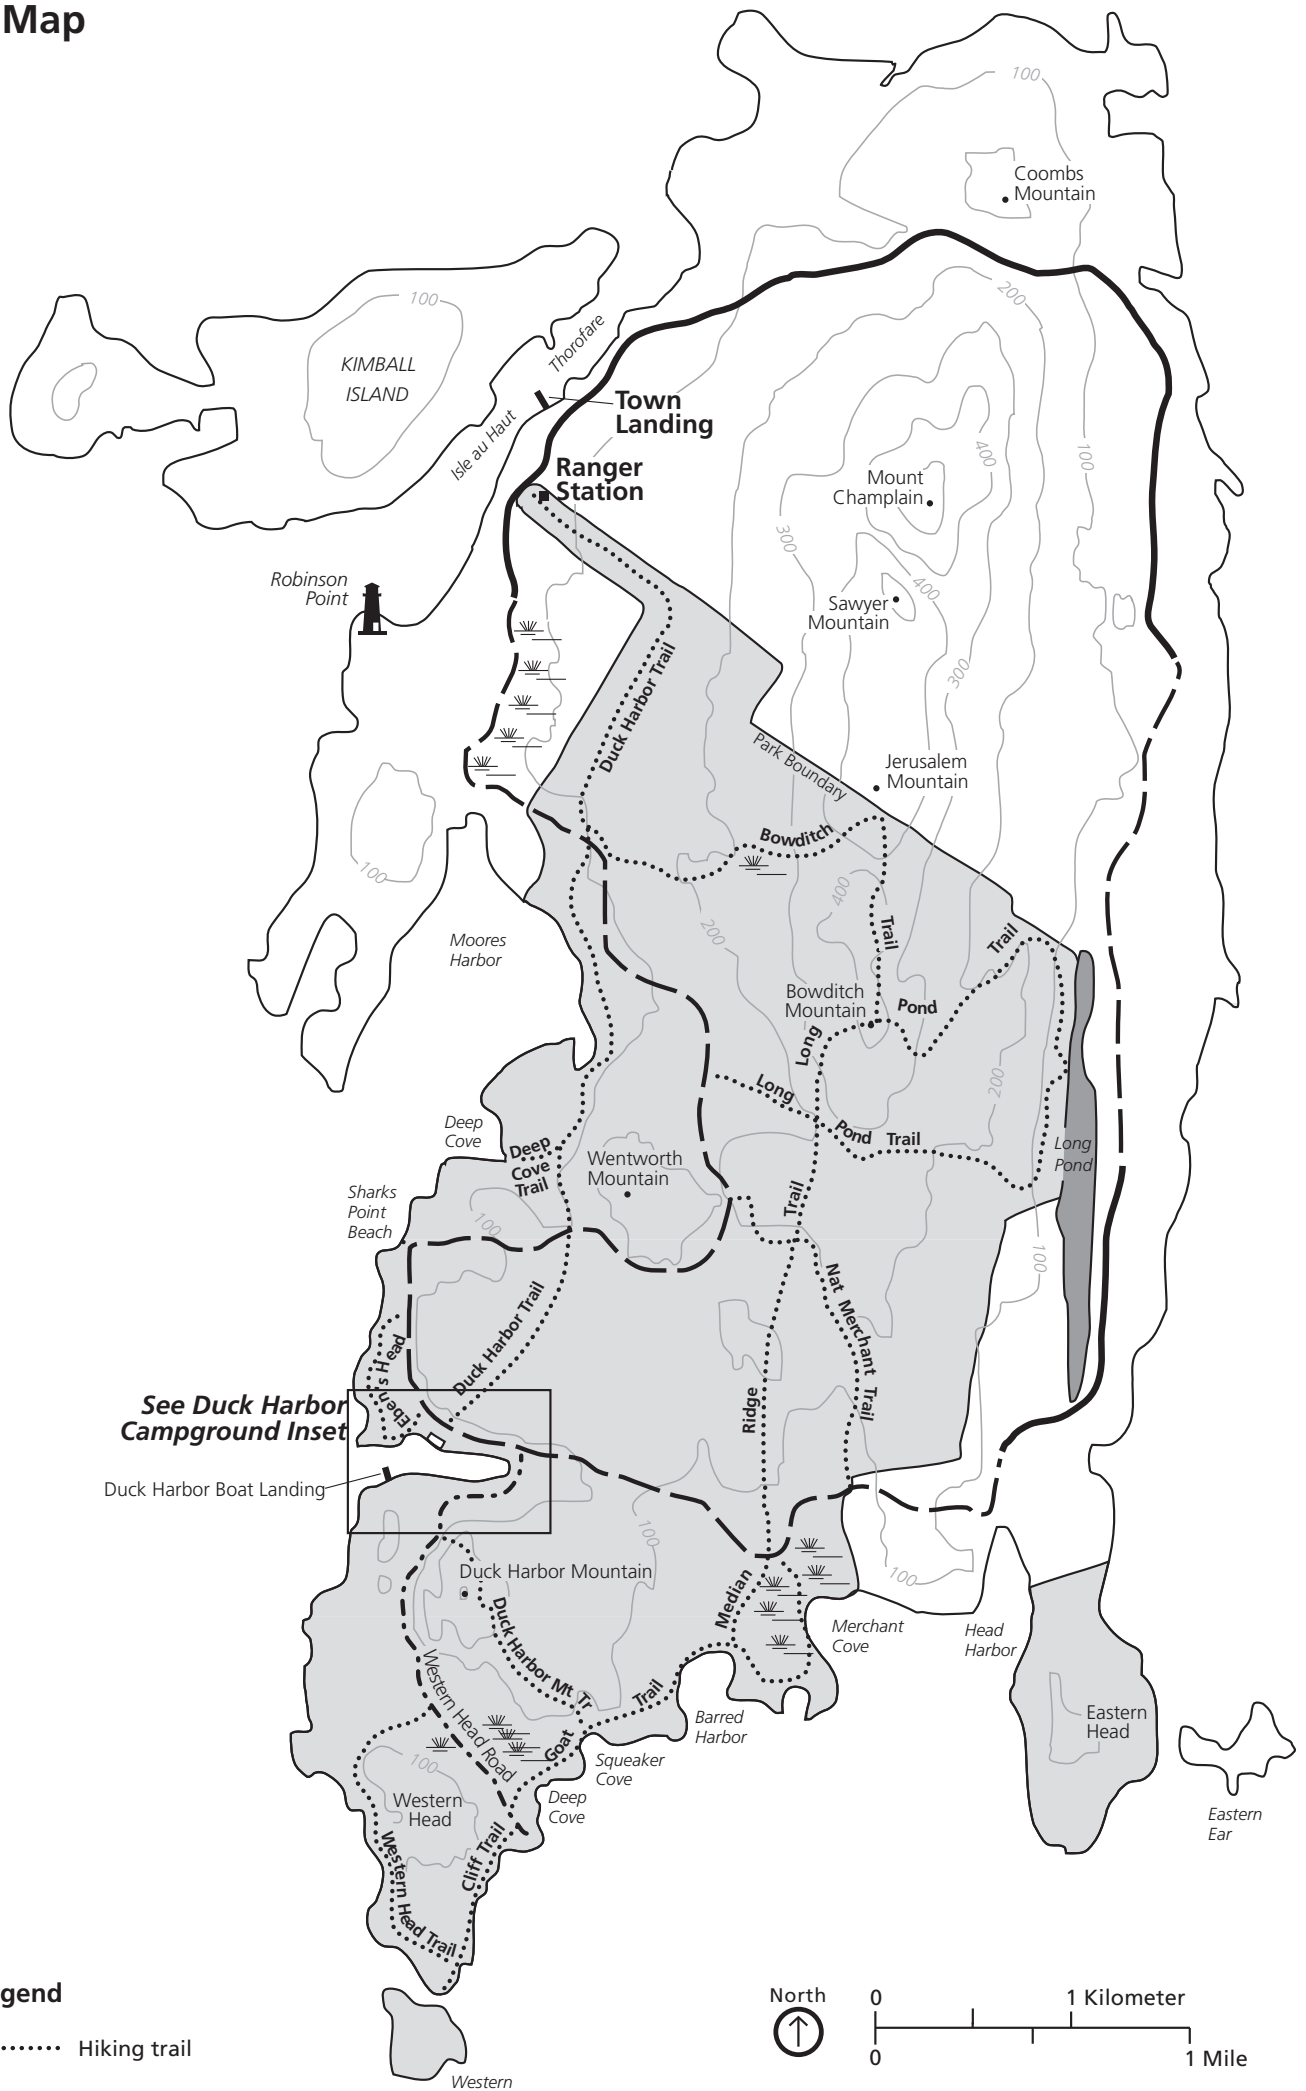 Map
100
Coombs
Mountain
200
100
KIMBALL
ISLAND
Thorofare
Isle au Haut
Town
Landing
400
100
Ranger
Station
Mount
Champlain
300
400
Robinson
Point
Sawyer
Mountain
300
Duck Harbor Trail
Park Boundary
Jerusalem
Mountain
Bowditch
100
400
Trail
200
Trail
Moores
Harbor
Bowditch
Mountain
Pond
Long
Long
200
Pond Trail
Deep
Cove
Deep
Cove
Trail
Wentworth
Mountain
Long
Pond
Sharks
Point
Beach
100
Trail
100
Nat Merchant Trail
Duck Harbor Trail
Eben's Head
Ridge
See Duck Harbor
Campground Inset
Duck Harbor Boat Landing
100
Duck Harbor Mountain
100
Median
Duck Harbor Mt Tr
Merchant
Cove
Head
Harbor
Western Head Road
Trail
Barred
Harbor
Eastern
Head
Goat
Squeaker
Cove
100
Western
Head
Deep
Cove
Eastern
Ear
Cliff Trail
Western Head Trail
gend
Hiking trail
North
0
1 Kilometer
0
1 Mile
Western